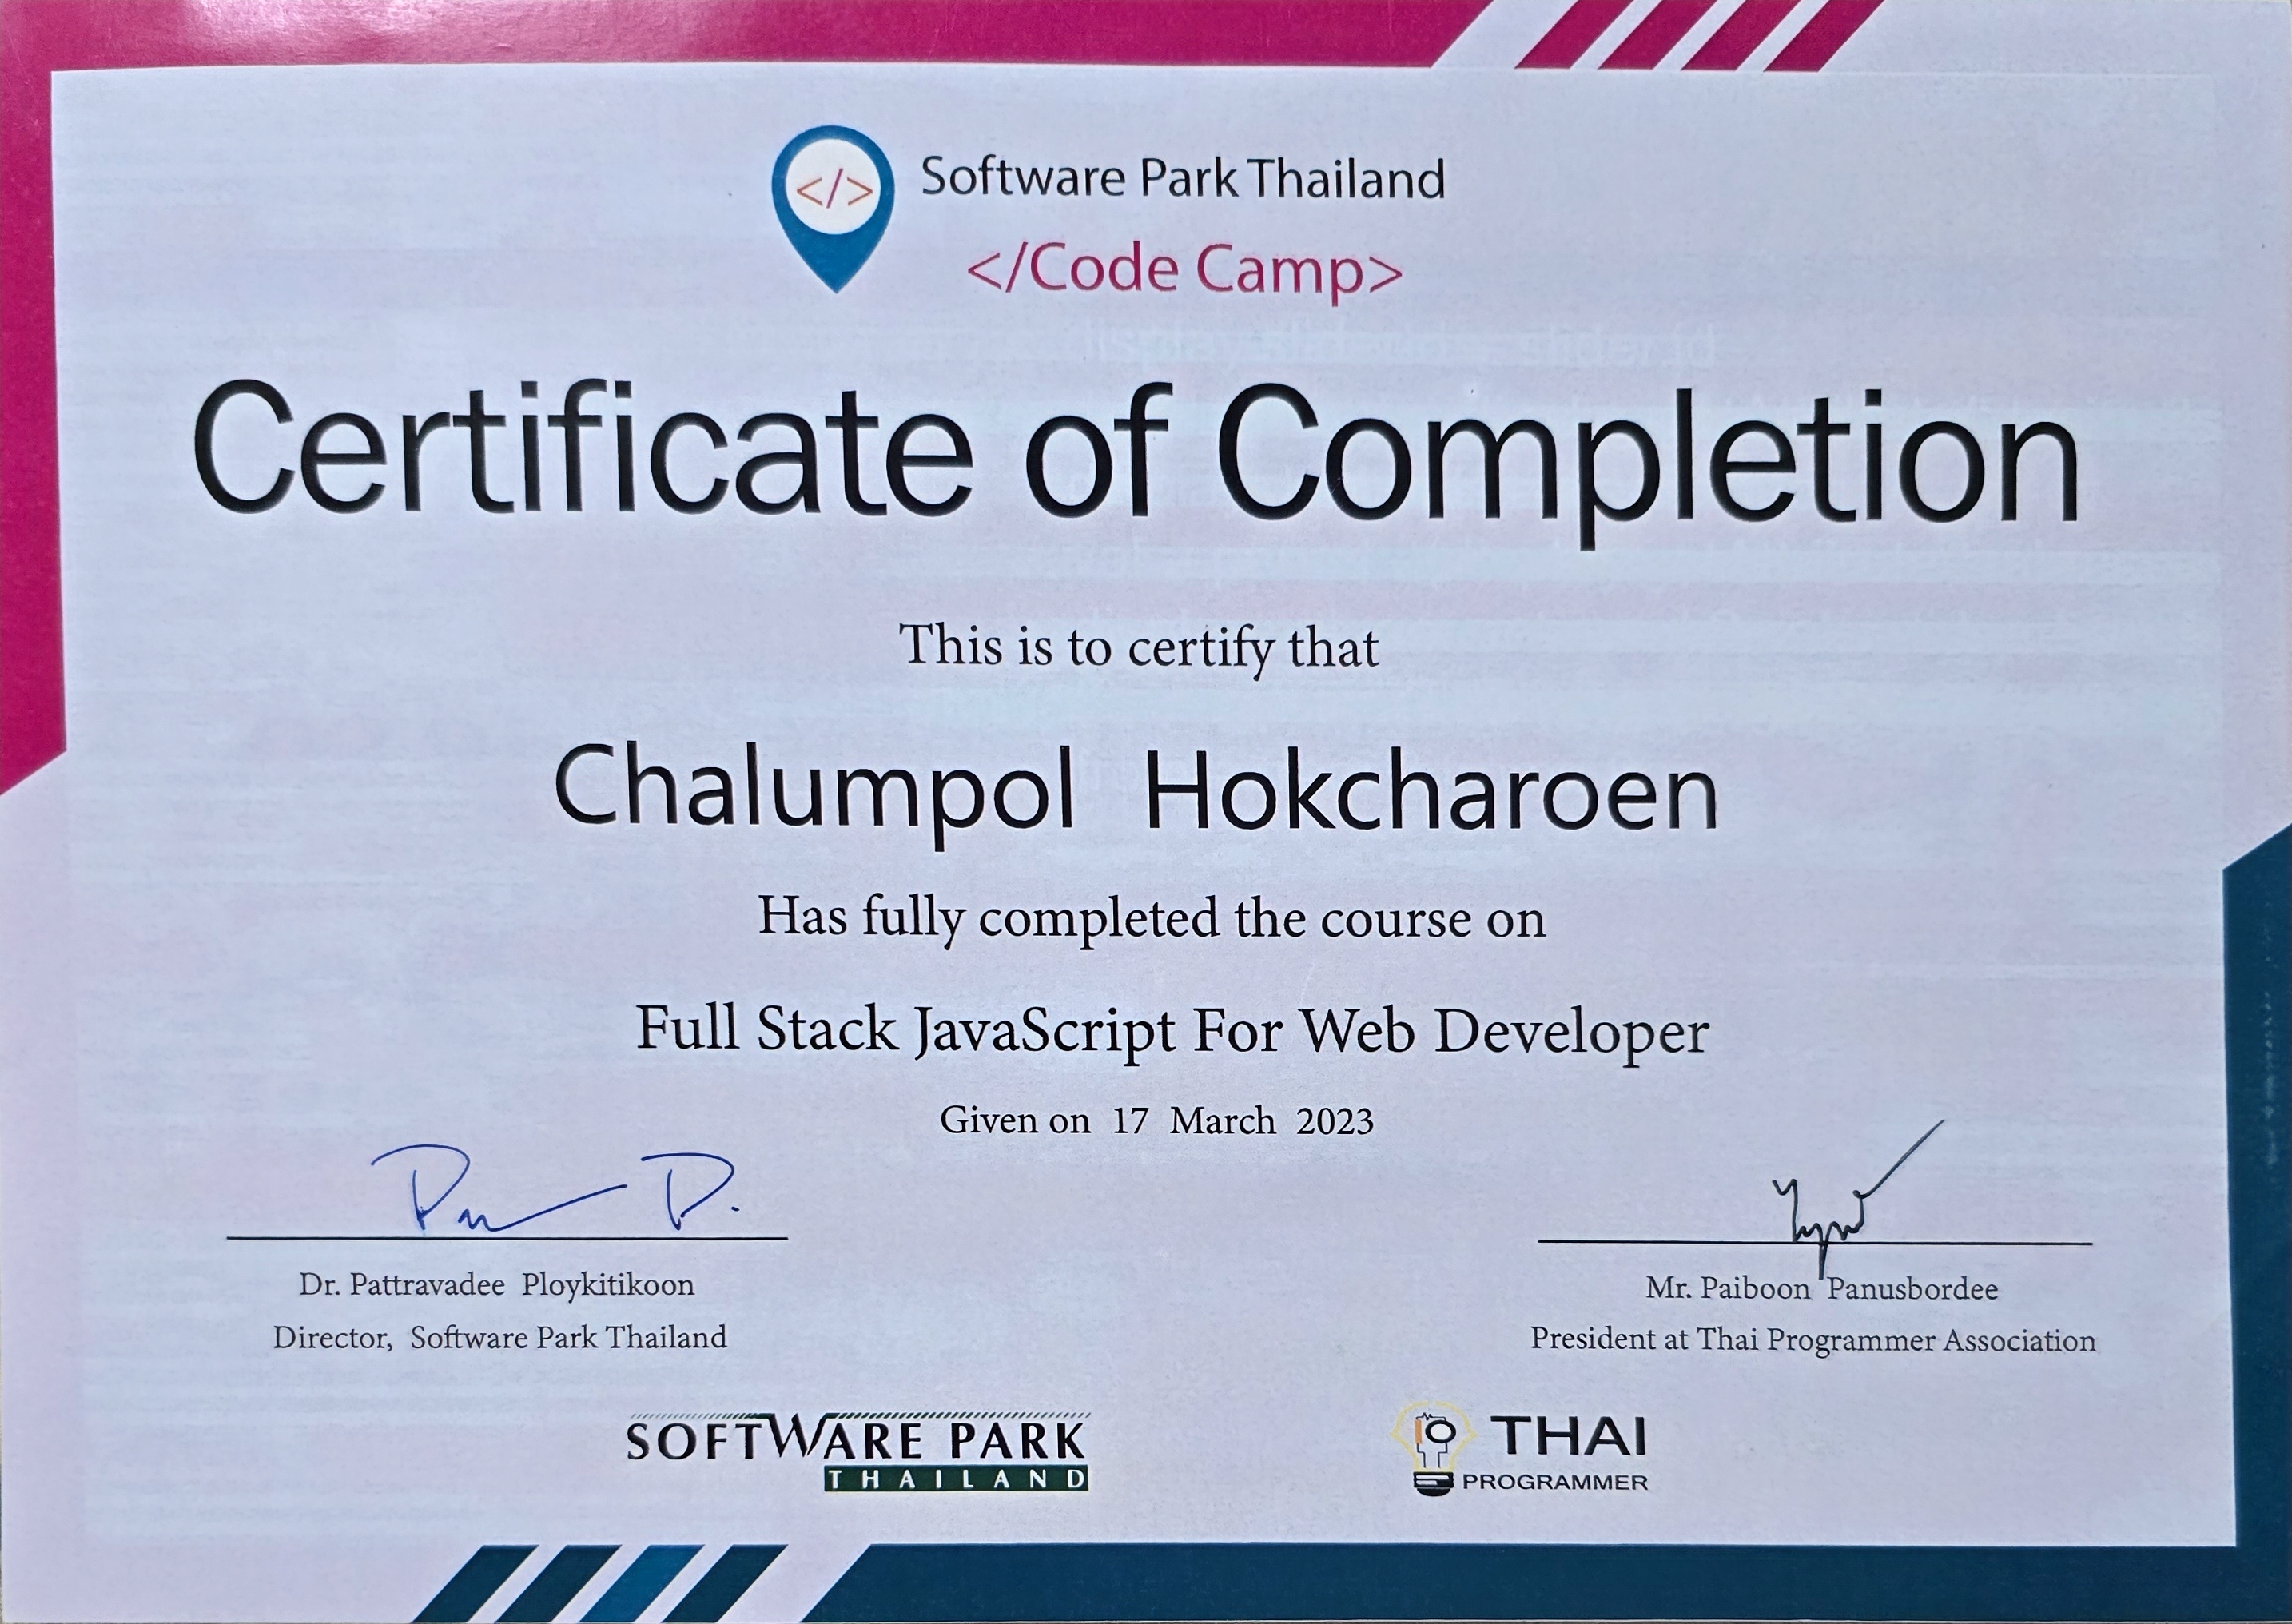 </>
Software Park Thailand
</Code Camp>
Certificate of Completion
This is to certify that
Chalumpol Hokcharoen
Has fully completed the course on
Full Stack JavaScript For Web Developer
Given on 17 March 2023
Dr. Pattravadee Ploykitikoon
Director, Software Park Thailand
Mr. Paiboon Panusbordee
President at Thai Programmer Association
SOFTWARE PARK
THAILAND
THAI
PROGRAMMER